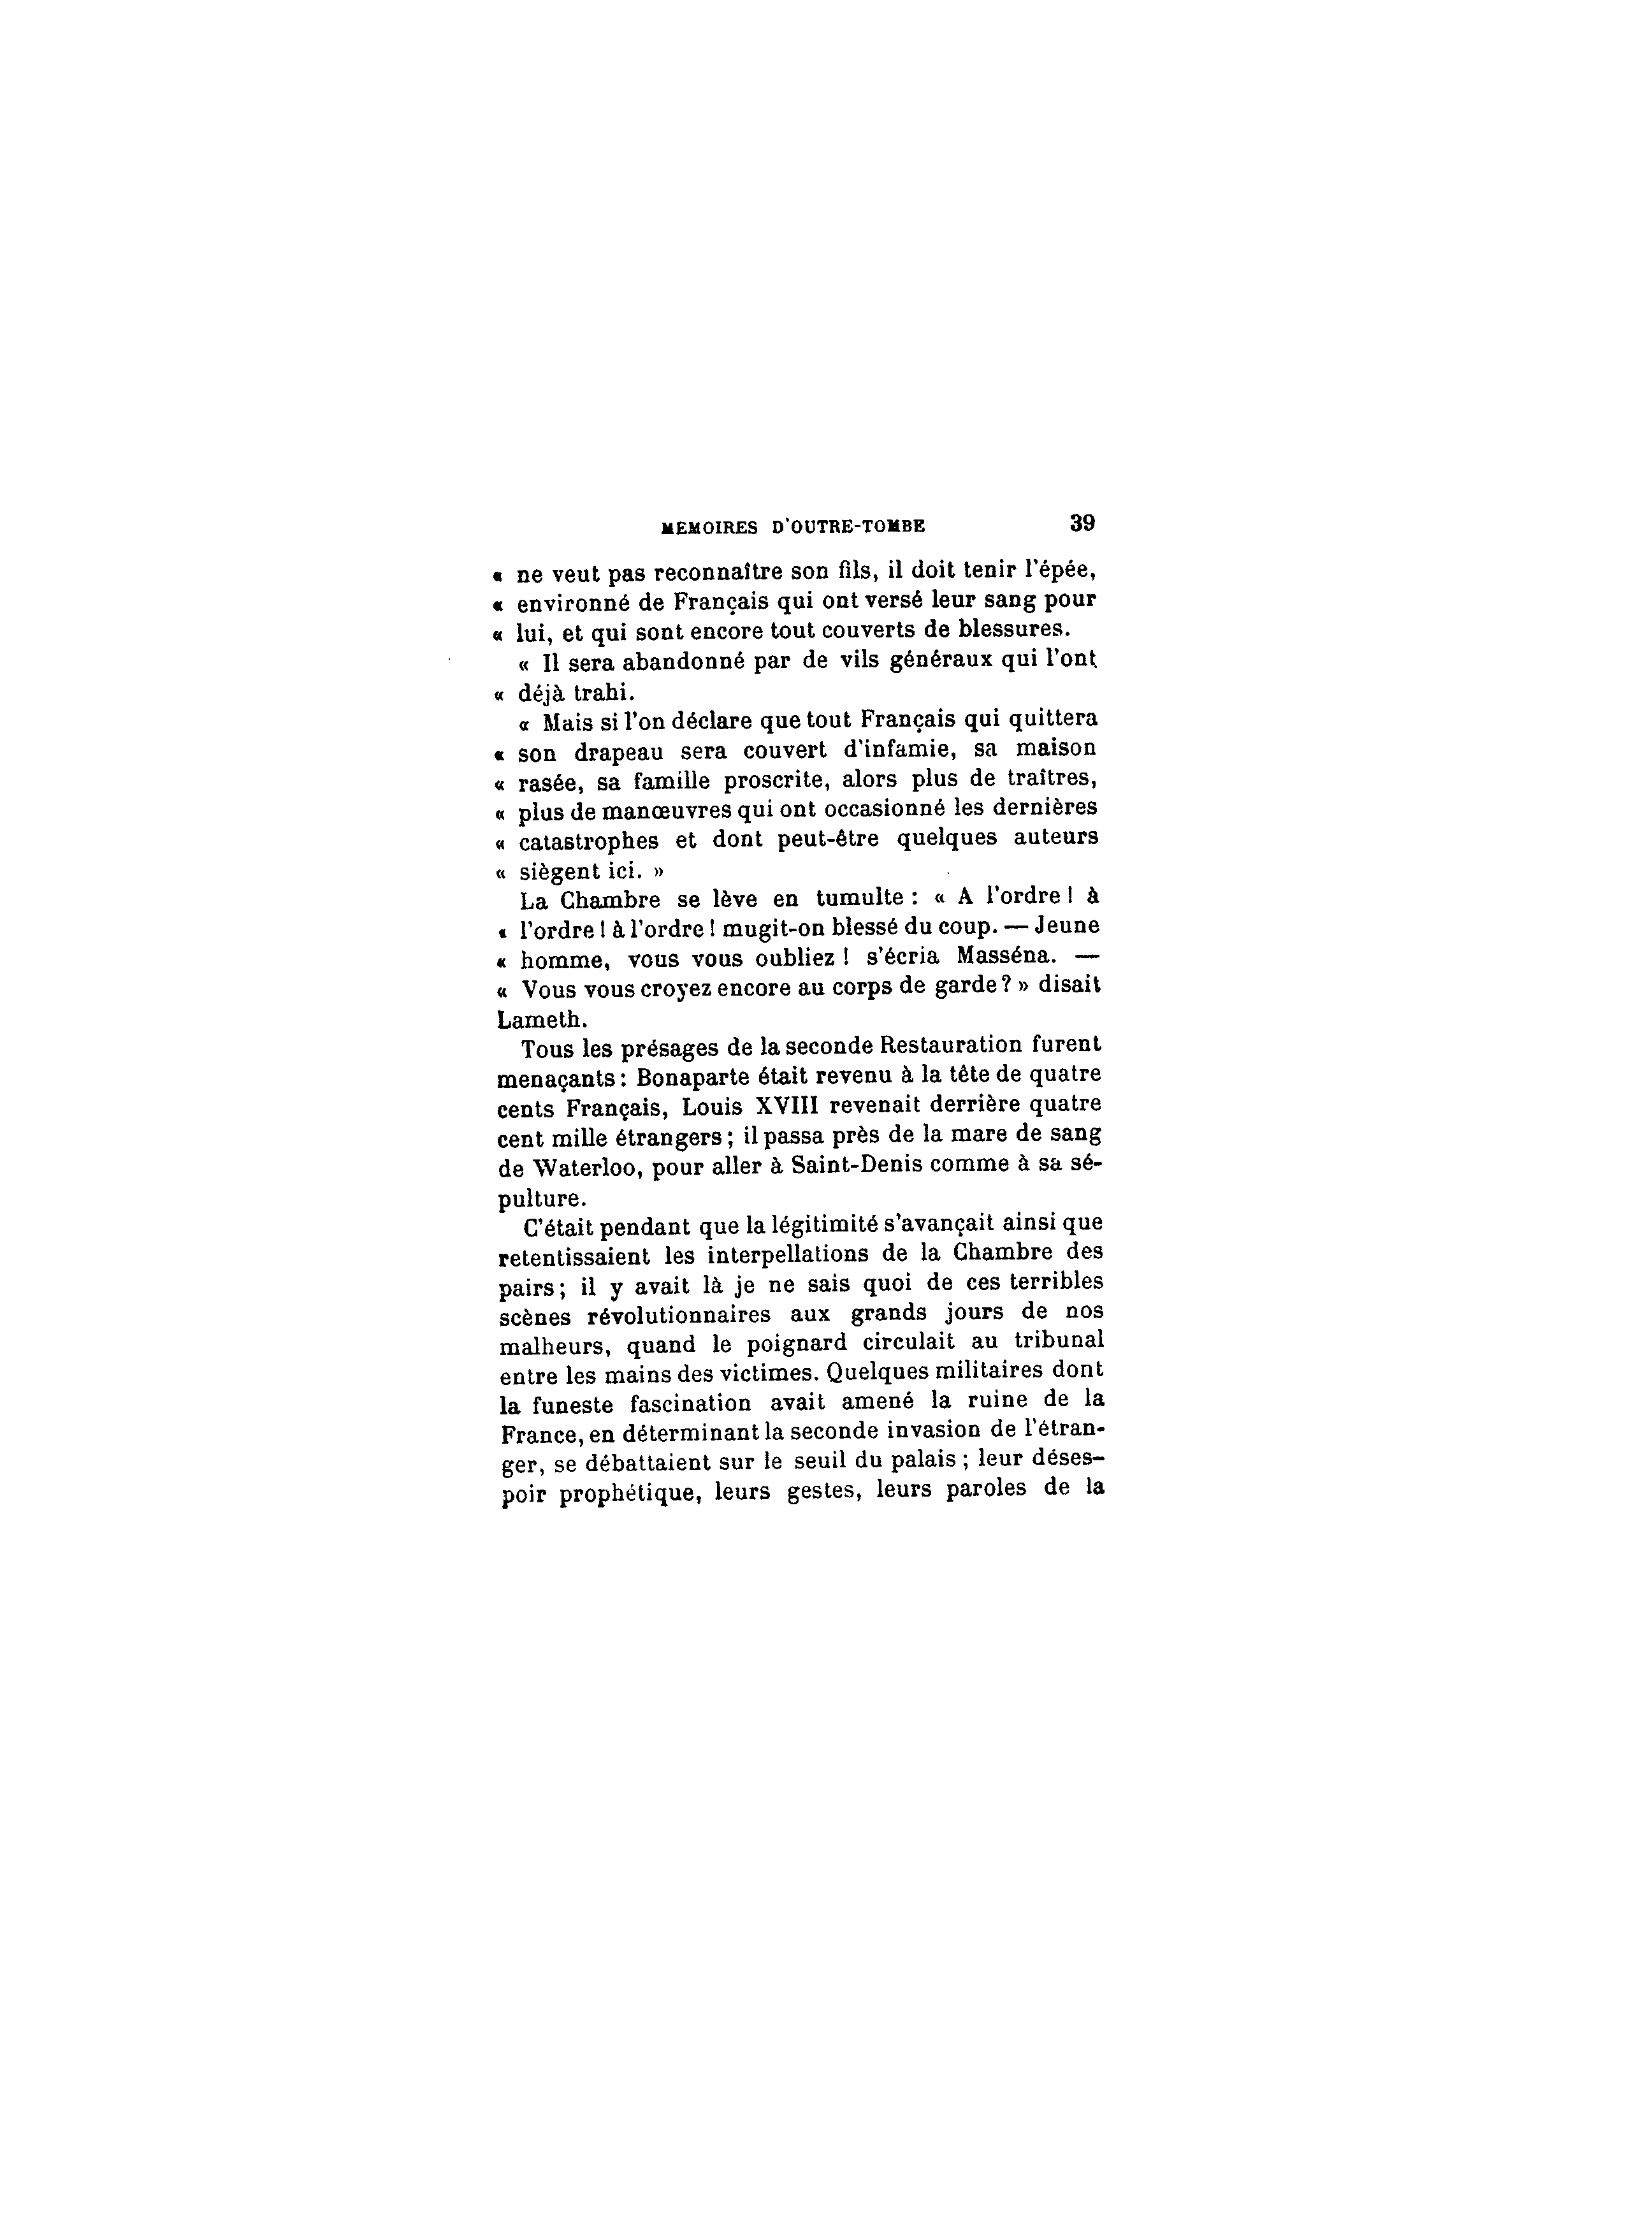 MEMOIRES D'OUTRE-TOMBE 39
« ne veut pas reconnaître son fils, il doit tenir l'épée,
« environné de Français qui ont versé leur sang pour
« lui, et qui sont encore tout couverts de blessures.
« Il sera abandonné par de vils généraux qui l'ont
« déjà trahi.
« Mais si l'on déclare que tout Français qui quittera
« son drapeau sera couvert d'infamie, sa maison
« rasée, sa famille proscrite, alors plus de traîtres,
« plus de manœuvres qui ont occasionné les dernières
« catastrophes et dont peut-être quelques auteurs
« siègent ici. »
La Chambre se lève en tumulte : « A l'ordre ! à
« l'ordre ! à l'ordre ! mugit-on blessé du coup. — Jeune
« homme, vous vous oubliez ! s'écria Masséna. —
« Vous vous croyez encore au corps de garde ? » disait
Lameth.
Tous les présages de la seconde Restauration furent
menaçants : Bonaparte était revenu à la tête de quatre
cents Français, Louis XVIII revenait derrière quatre
cent mille étrangers ; il passa près de la mare de sang
de Waterloo, pour aller à Saint-Denis comme à sa sé-
pulture.
C'était pendant que la légitimité s'avançait ainsi que
retentissaient les interpellations de la Chambre des
pairs ; il y avait là je ne sais quoi de ces terribles
scènes révolutionnaires aux grands jours de nos
malheurs, quand le poignard circulait au tribunal
entre les mains des victimes. Quelques militaires dont
la funeste fascination avait amené la ruine de la
France, en déterminant la seconde invasion de l'étran-
ger, se débattaient sur le seuil du palais ; leur déses-
poir prophétique, leurs gestes, leurs paroles de la